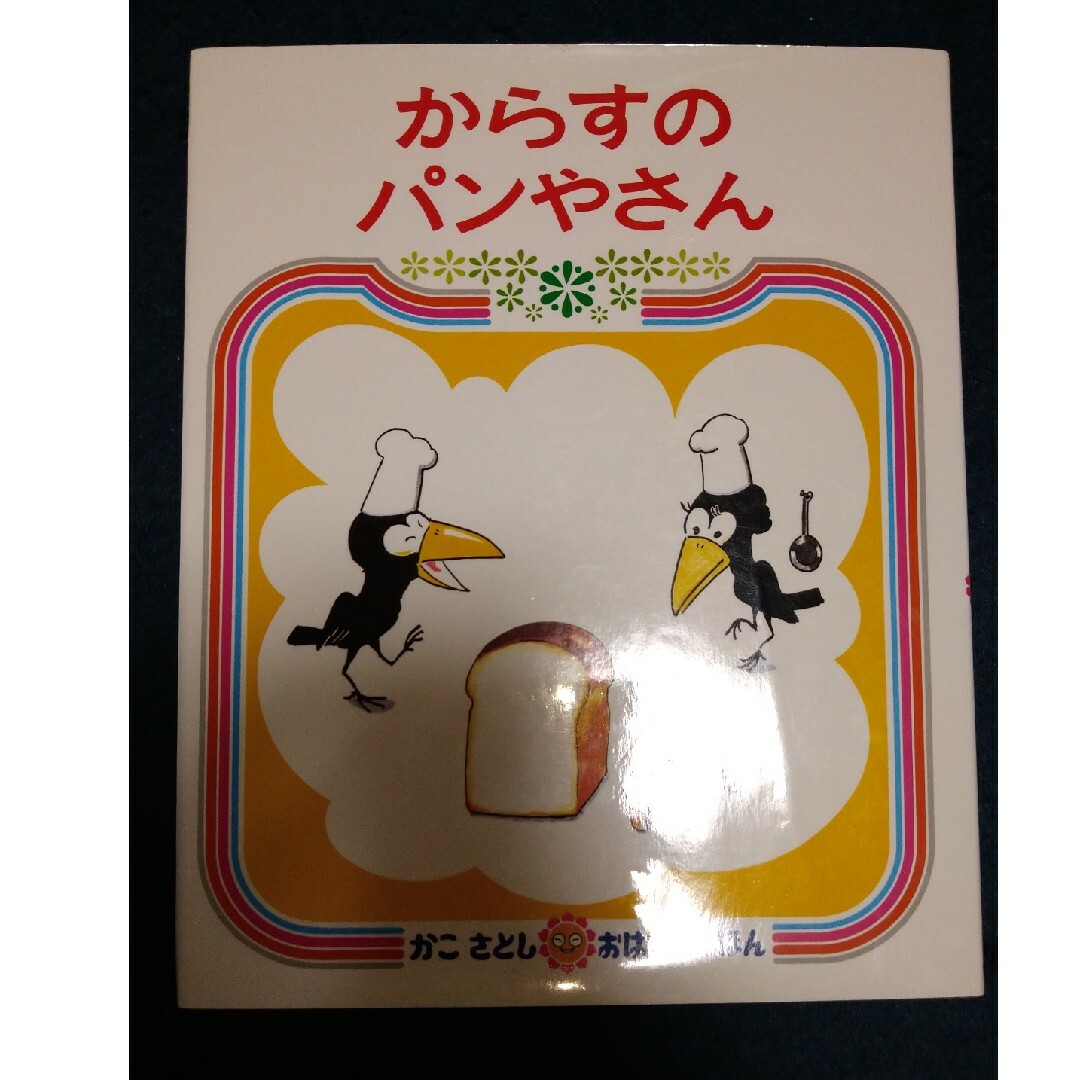 からすの
パンやさん
かこ さとし おは ほん